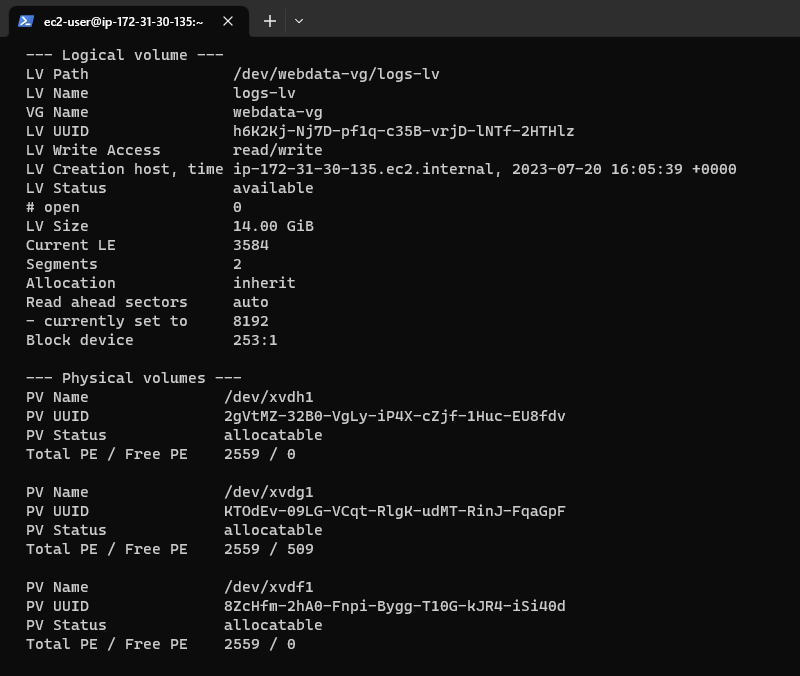 ec2-user@ip-172-31-30-135:~
--- Logical volume ---
LV Path                /dev/webdata-vg/logs-lv
LV Name                logs-lv
VG Name                webdata-vg
LV UUID                h6K2Kj-Nj7D-pf1q-c35B-vrjD-lNTf-2HTHlz
LV Write Access        read/write
LV Creation host, time ip-172-31-30-135.ec2.internal, 2023-07-20 16:05:39 +0000
LV Status              available
# open                 0
LV Size                14.00 GiB
Current LE             3584
Segments               2
Allocation             inherit
Read ahead sectors     auto
- currently set to     8192
Block device           253:1
--- Physical volumes ---
PV Name               /dev/xvdh1
PV UUID               2gVtMZ-32B0-VgLy-iP4X-cZjf-1Huc-EU8fdv
PV Status             allocatable
Total PE / Free PE    2559 / 0
PV Name               /dev/xvdg1
PV UUID               KTOdEv-09LG-VCqt-RlgK-udMT-RinJ-FqaGpF
PV Status             allocatable
Total PE / Free PE    2559 / 509
PV Name               /dev/xvdf1
PV UUID               8ZcHfm-2hA0-Fnpi-Bygg-T10G-kJR4-iSi40d
PV Status             allocatable
Total PE / Free PE    2559 / 0